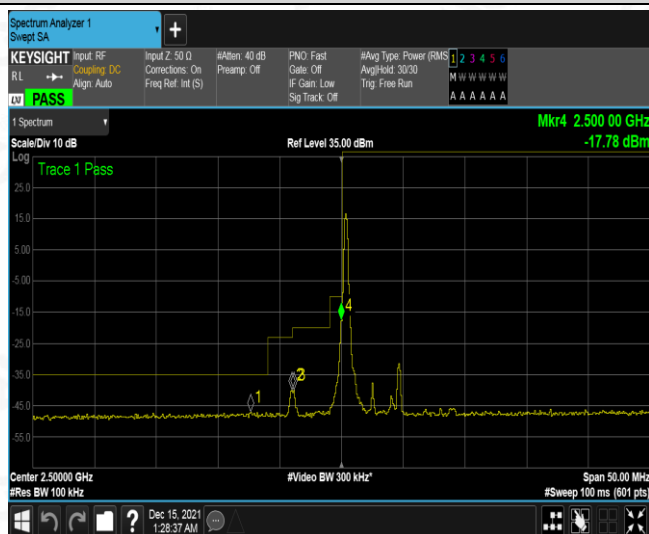 Spectrum Analyzer 1
Swept SA
KEYSIGHT
R L
LXI PASS
Input: RF
Coupling: DC
Align: Auto
Input Z: 50 Ω
Corrections: On
Freq Ref: Int (S)
#Atten: 40 dB
Preamp: Off
PNO: Fast
Gate: Off
IF Gain: Low
Sig Track: Off
#Avg Type: Power (RMS
Avg|Hold: 30/30
Trig: Free Run
1 2 3 4 5 6
M W W W W W
A A A A A A
1 Spectrum
Scale/Div 10 dB
Ref Level 35.00 dBm
Mkr4 2.500 00 GHz
-17.78 dBm
Log
Trace 1 Pass
25.0
15.0
5.00
-5.00
-15.0
-25.0
-35.0
-45.0
-55.0
1
4
Center 2.50000 GHz
#Res BW 100 kHz
#Video BW 300 kHz*
Span 50.00 MHz
#Sweep 100 ms (601 pts)
?
Dec 15, 2021
1:28:37 AM